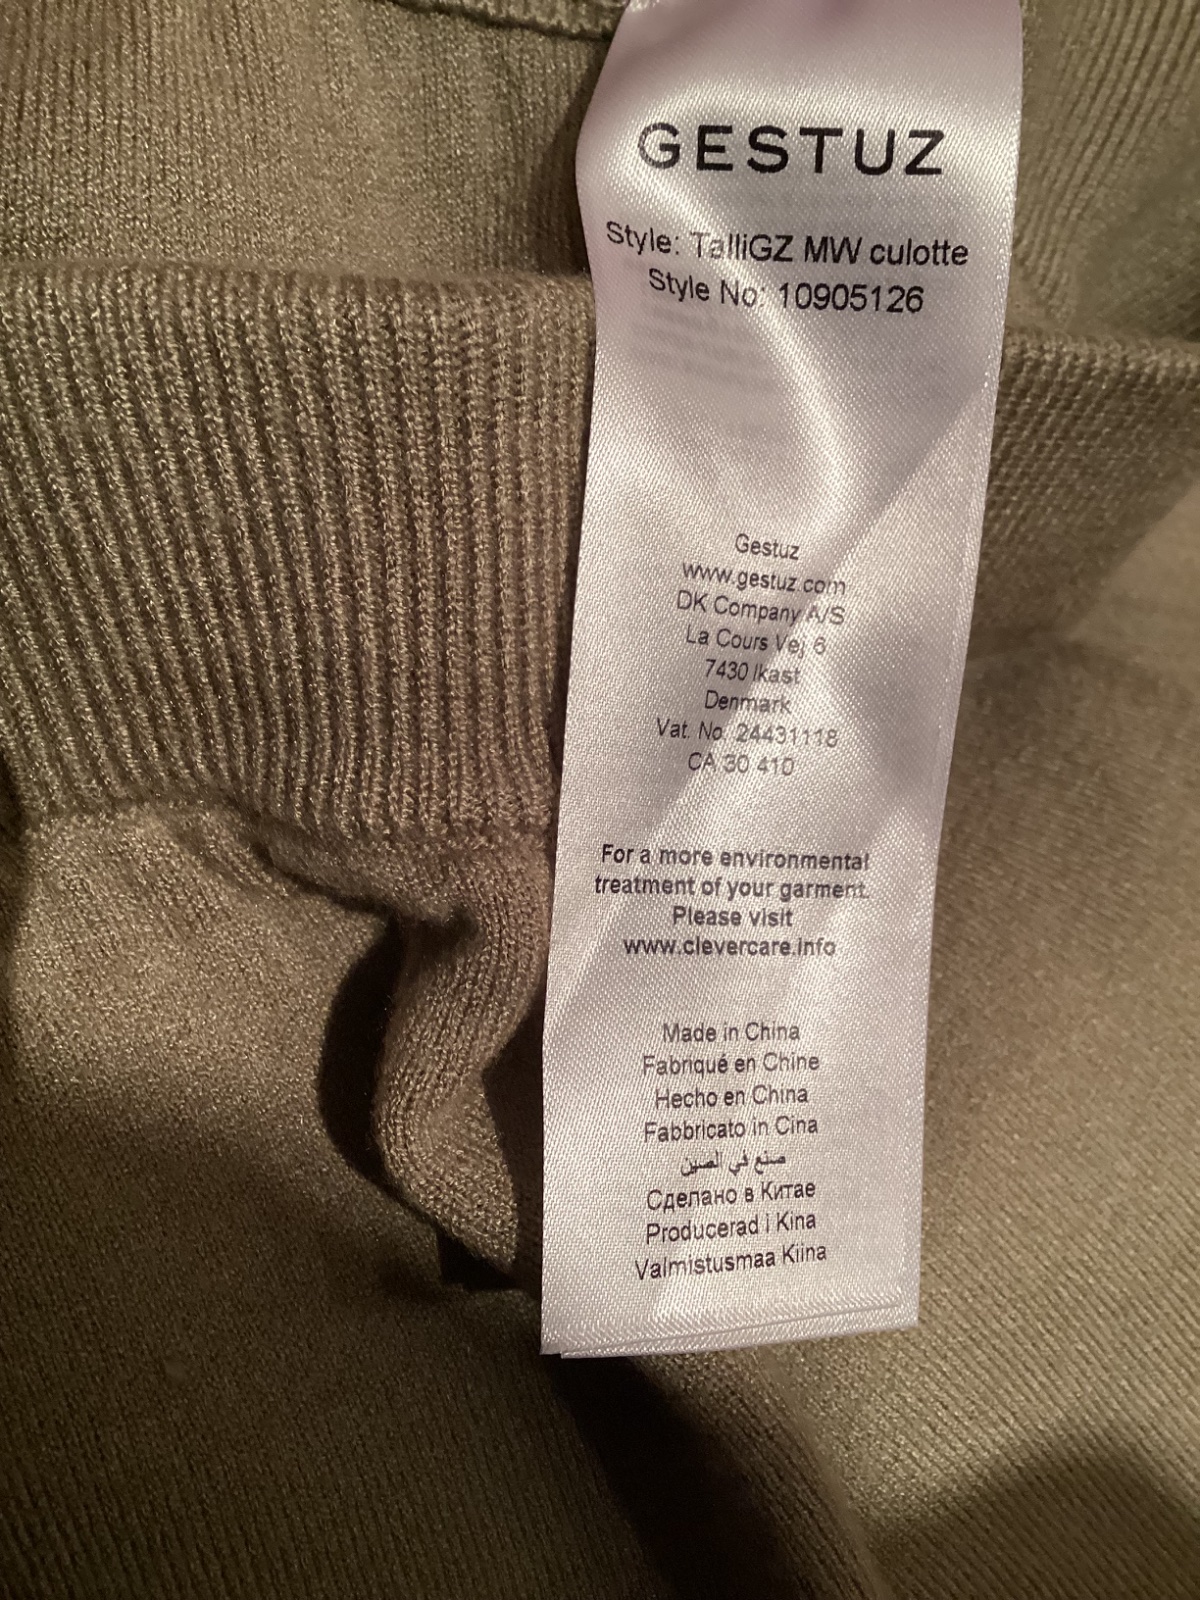 GESTUZ
Style: TalliGZ MW culotte
Style No: 10905126
Gestuz
www.gestuz.com
DK Company A/S
La Cours Vej 6
7430 Ikast
Denmark
Vat. No. 24431118
CA 30 410
For a more environmental
treatment of your garment.
Please visit
www.clevercare.info
Made in China
Fabriqué en Chine
Hecho en China
Fabbricato in Cina
صنع في الصين
Сделано в Китае
Producerad i Kina
Valmistusmaa Kiina